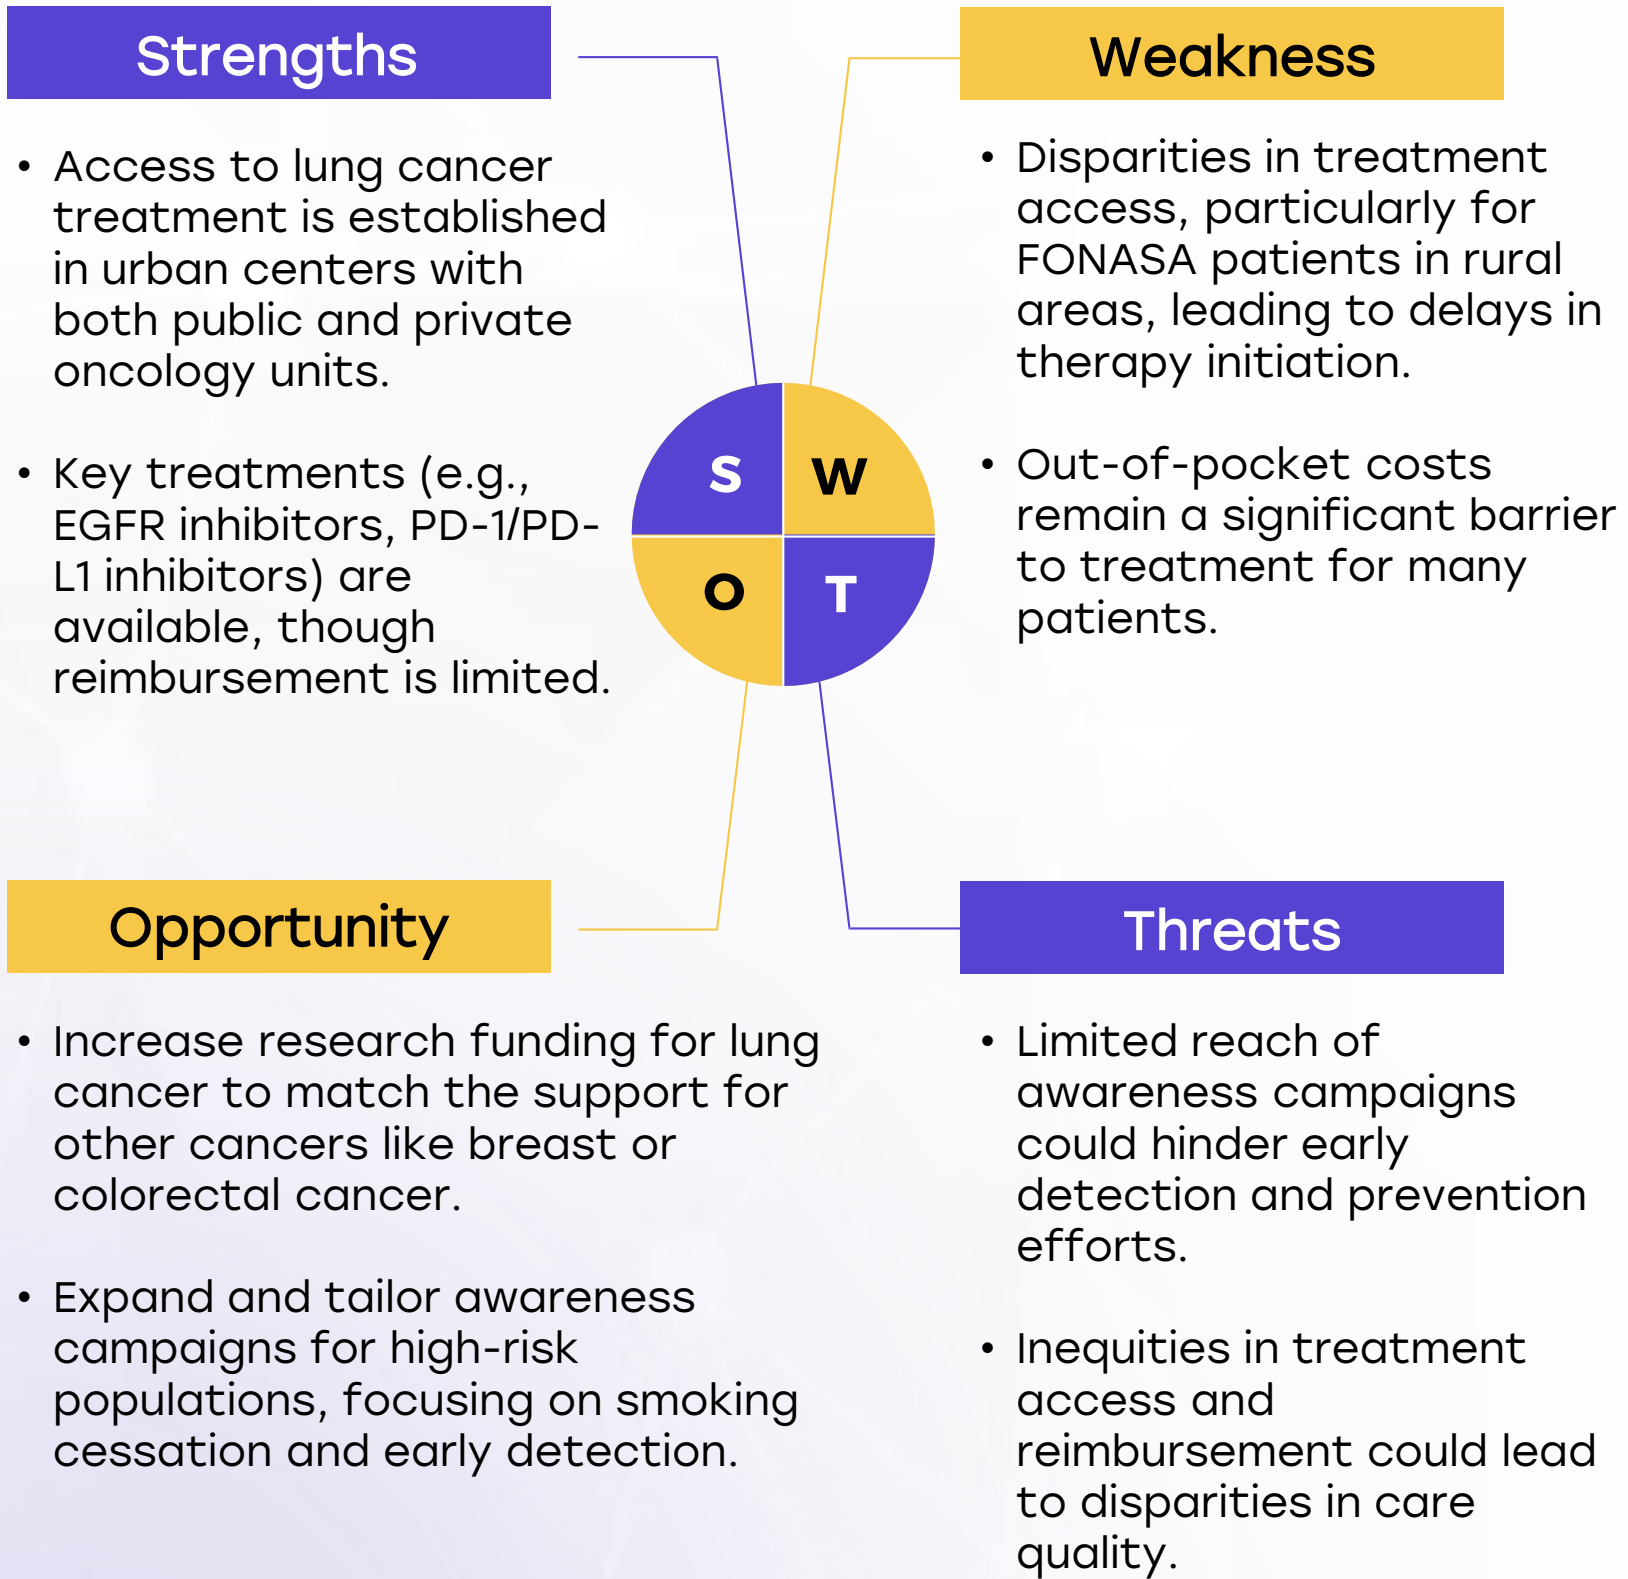 Strengths
• Access to lung cancer
treatment is established
in urban centers with
both public and private
oncology units.
• Key treatments (e.g.,
EGFR inhibitors, PD-1/PD-
L1 inhibitors) are
available, though
reimbursement is limited.
Weakness
• Disparities in treatment
access, particularly for
FONASA patients in rural
areas, leading to delays in
therapy initiation.
• Out-of-pocket costs
remain a significant barrier
to treatment for many
patients.
S W
O T
Opportunity
• Increase research funding for lung
cancer to match the support for
other cancers like breast or
colorectal cancer.
• Expand and tailor awareness
campaigns for high-risk
populations, focusing on smoking
cessation and early detection.
Threats
• Limited reach of
awareness campaigns
could hinder early
detection and prevention
efforts.
• Inequities in treatment
access and
reimbursement could lead
to disparities in care
quality.